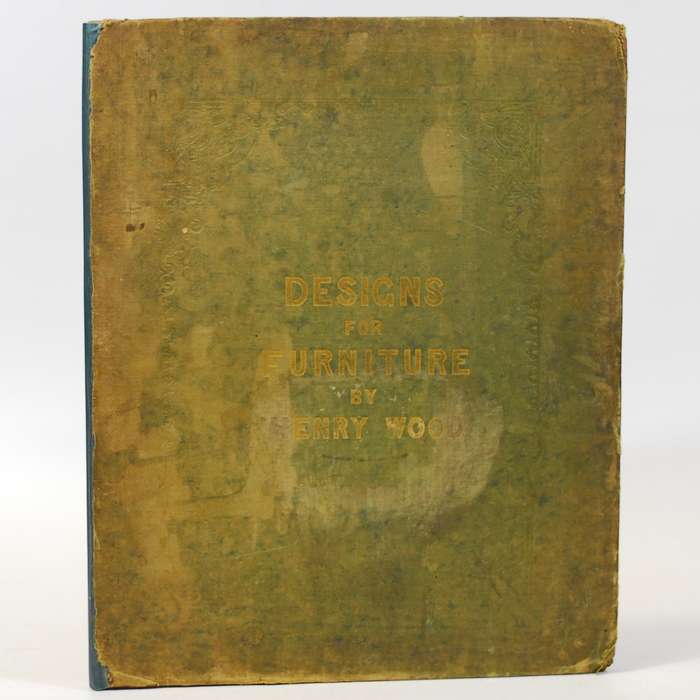 DESIGNS
FOR
FURNITURE
BY
HENRY WOOD